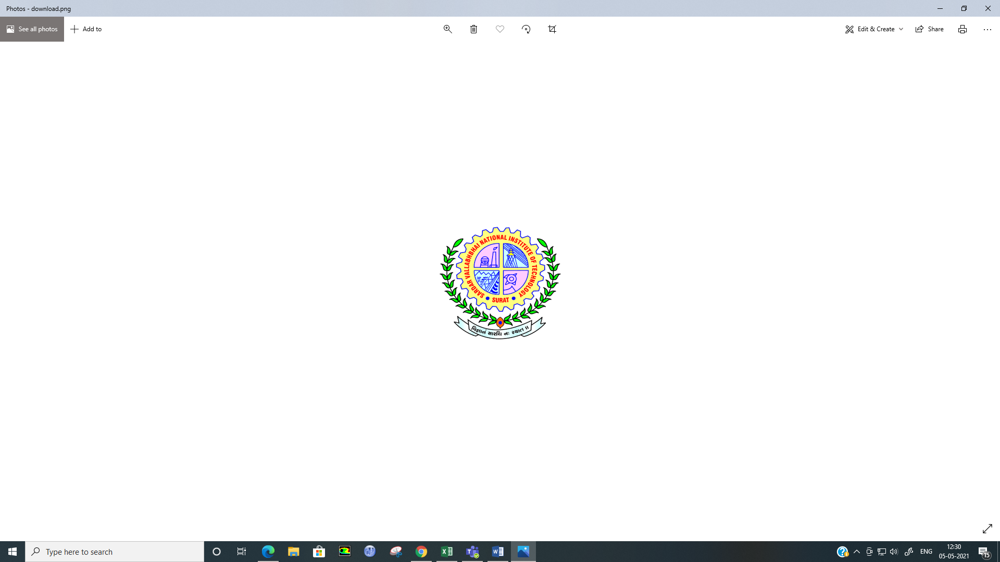 Photos - download.png
See all photos
Add to
Edit & Create
Share
SARDAR VALLABHBHAI NATIONAL INSTITUTE OF TECHNOLOGY
SURAT
વિજ્ઞાનં સારથિ નઃ સ્યાત ॥
Type here to search
ENG
12:30
05-05-2021
15